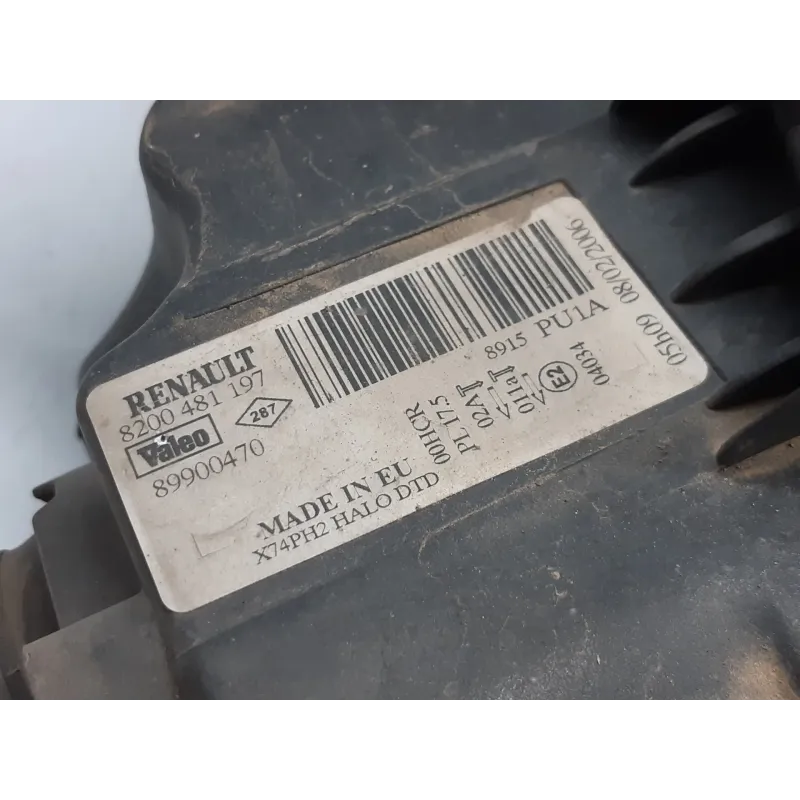 RENAULT
8200 481 197
Valeo
287
89900470
MADE IN EU
X74PH2 HALO DTD
8915 PU1A
00HCR
PL 17.5
02A
01Ia
E2
04034
05h09 08/02/2006